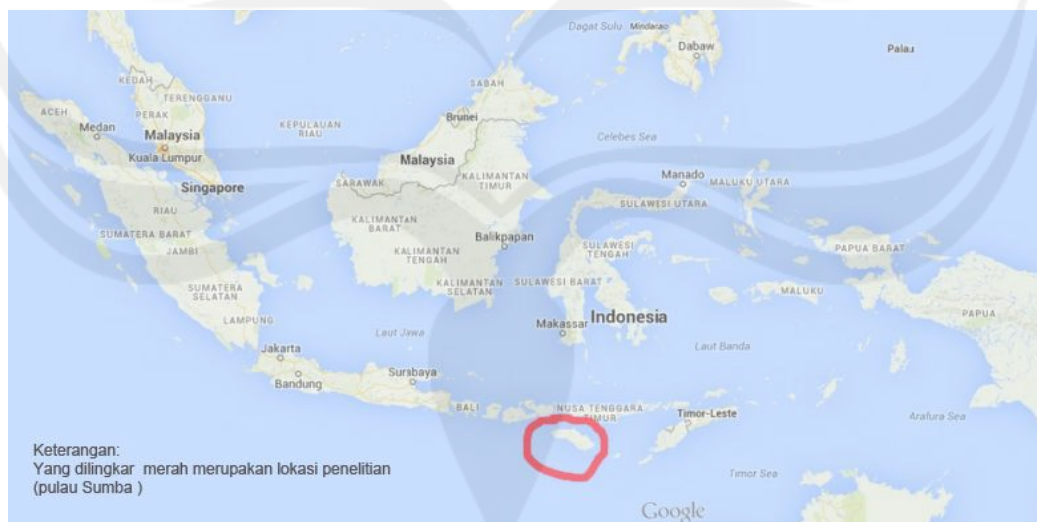 Dagat Sulu
Mindanao
Dabaw
Palau
KEDAH
TERENGGANU
SABAH
ACEH
PERAK
Medan
Malaysia
Kuala Lumpur
KEPULAUAN
RIAU
Brunei
Celebes Sea
Malaysia
Singapore
SARAWAK
KALIMANTAN
TIMUR
Manado
MALUKU UTARA
SULAWESI UTARA
RIAU
SUMATERA BARAT
JAMBI
KALIMANTAN
BARAT
Balikpapan
KALIMANTAN
TENGAH
SULAWESI
TENGAH
PAPUA BARAT
SUMATERA
SELATAN
KALIMANTAN
SELATAN
SULAWESI BARAT
MALUKU
PAPUA
LAMPUNG
Laut Jawa
Makassar
Indonesia
Laut Banda
Jakarta
Bandung
Surabaya
BALI
NUSA TENGGARA
TIMUR
Timor-Leste
Arafura Sea
Timor Sea
Keterangan:
Yang dilingkar merah merupakan lokasi penelitian
(pulau Sumba )
Google